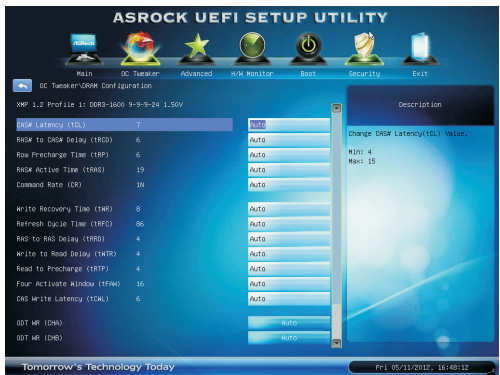 ASROCK UEFI SETUP UTILITY
ASRock
Main OC Tweaker Advanced H/W Monitor Boot Security Exit
OC Tweaker\DRAM Configuration
XMP 1.2 Profile 1: DDR3-1600 9-9-9-24 1.50V
CAS# Latency (tCL) 7 Auto
RAS# to CAS# Delay (tRCD) 6 Auto
Row Precharge Time (tRP) 6 Auto
RAS# Active Time (tRAS) 19 Auto
Command Rate (CR) 1N Auto
Write Recovery Time (tWR) 8 Auto
Refresh Cycle Time (tRFC) 86 Auto
RAS to RAS Delay (tRRD) 4 Auto
Write to Read Delay (tWTR) 4 Auto
Read to Precharge (tRTP) 4 Auto
Four Activate Window (tFAW) 16 Auto
CAS Write Latency (tCWL) 6 Auto
ODT WR (CHA) Auto
ODT WR (CHB) Auto
Description
Change CAS# Latency(tCL) Value.
Min: 4
Max: 15
Tomorrow's Technology Today
Fri 05/11/2012, 16:48:12